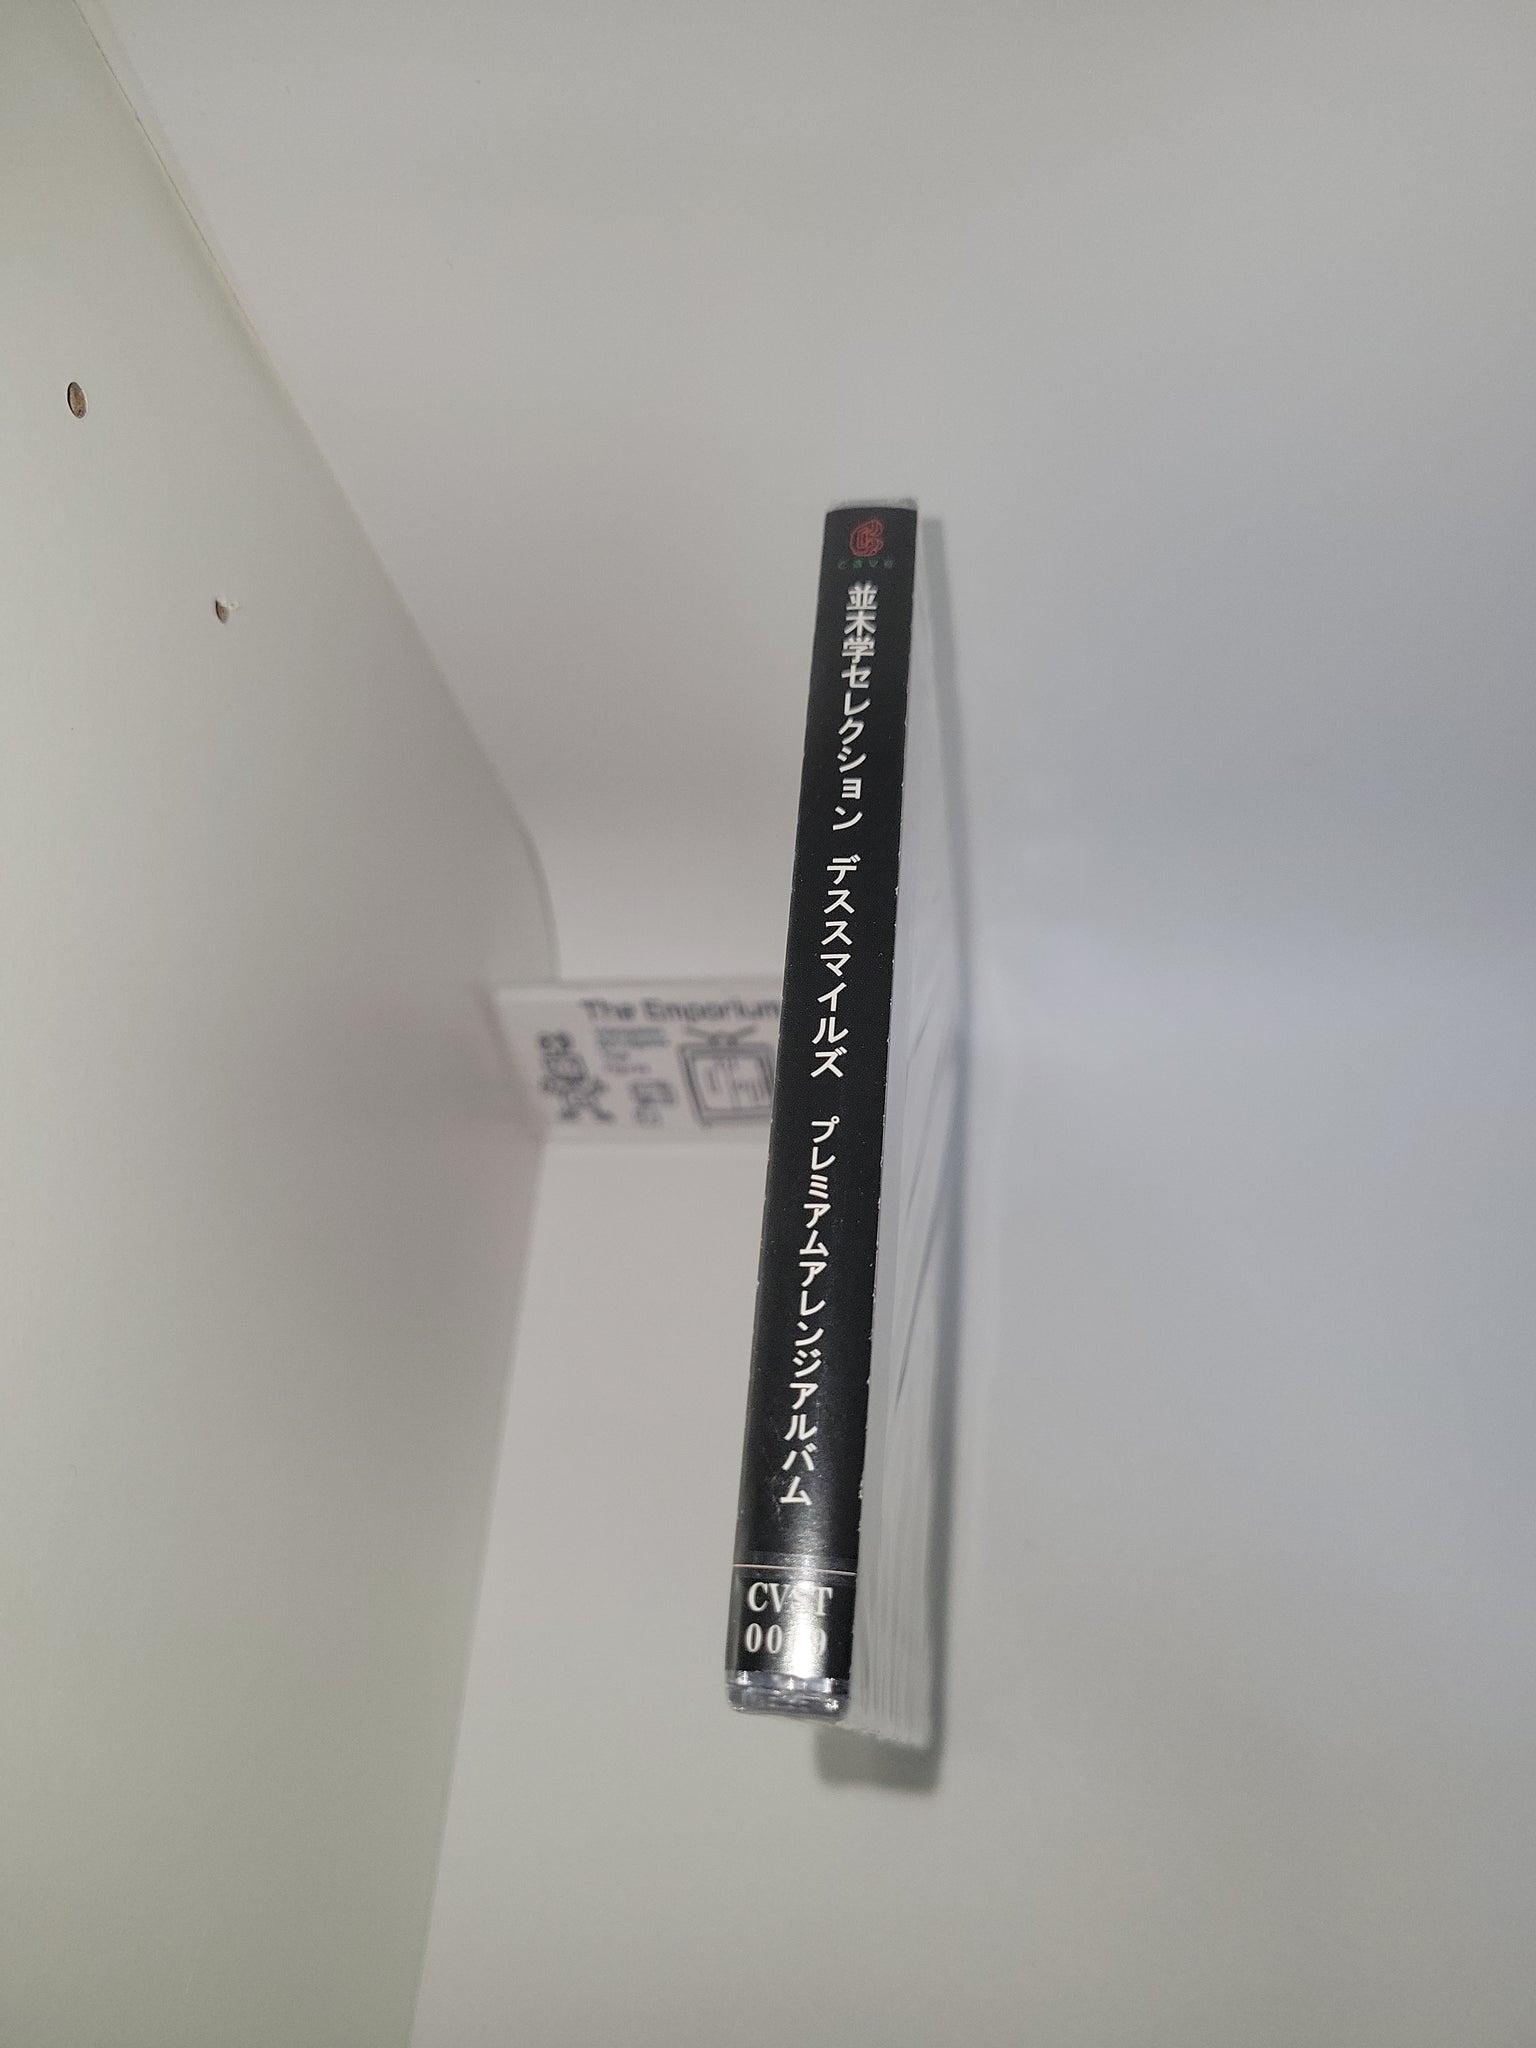 並木学セレクション デススマイルズ プレミアムアレンジアルバム
CVST
The Emporium